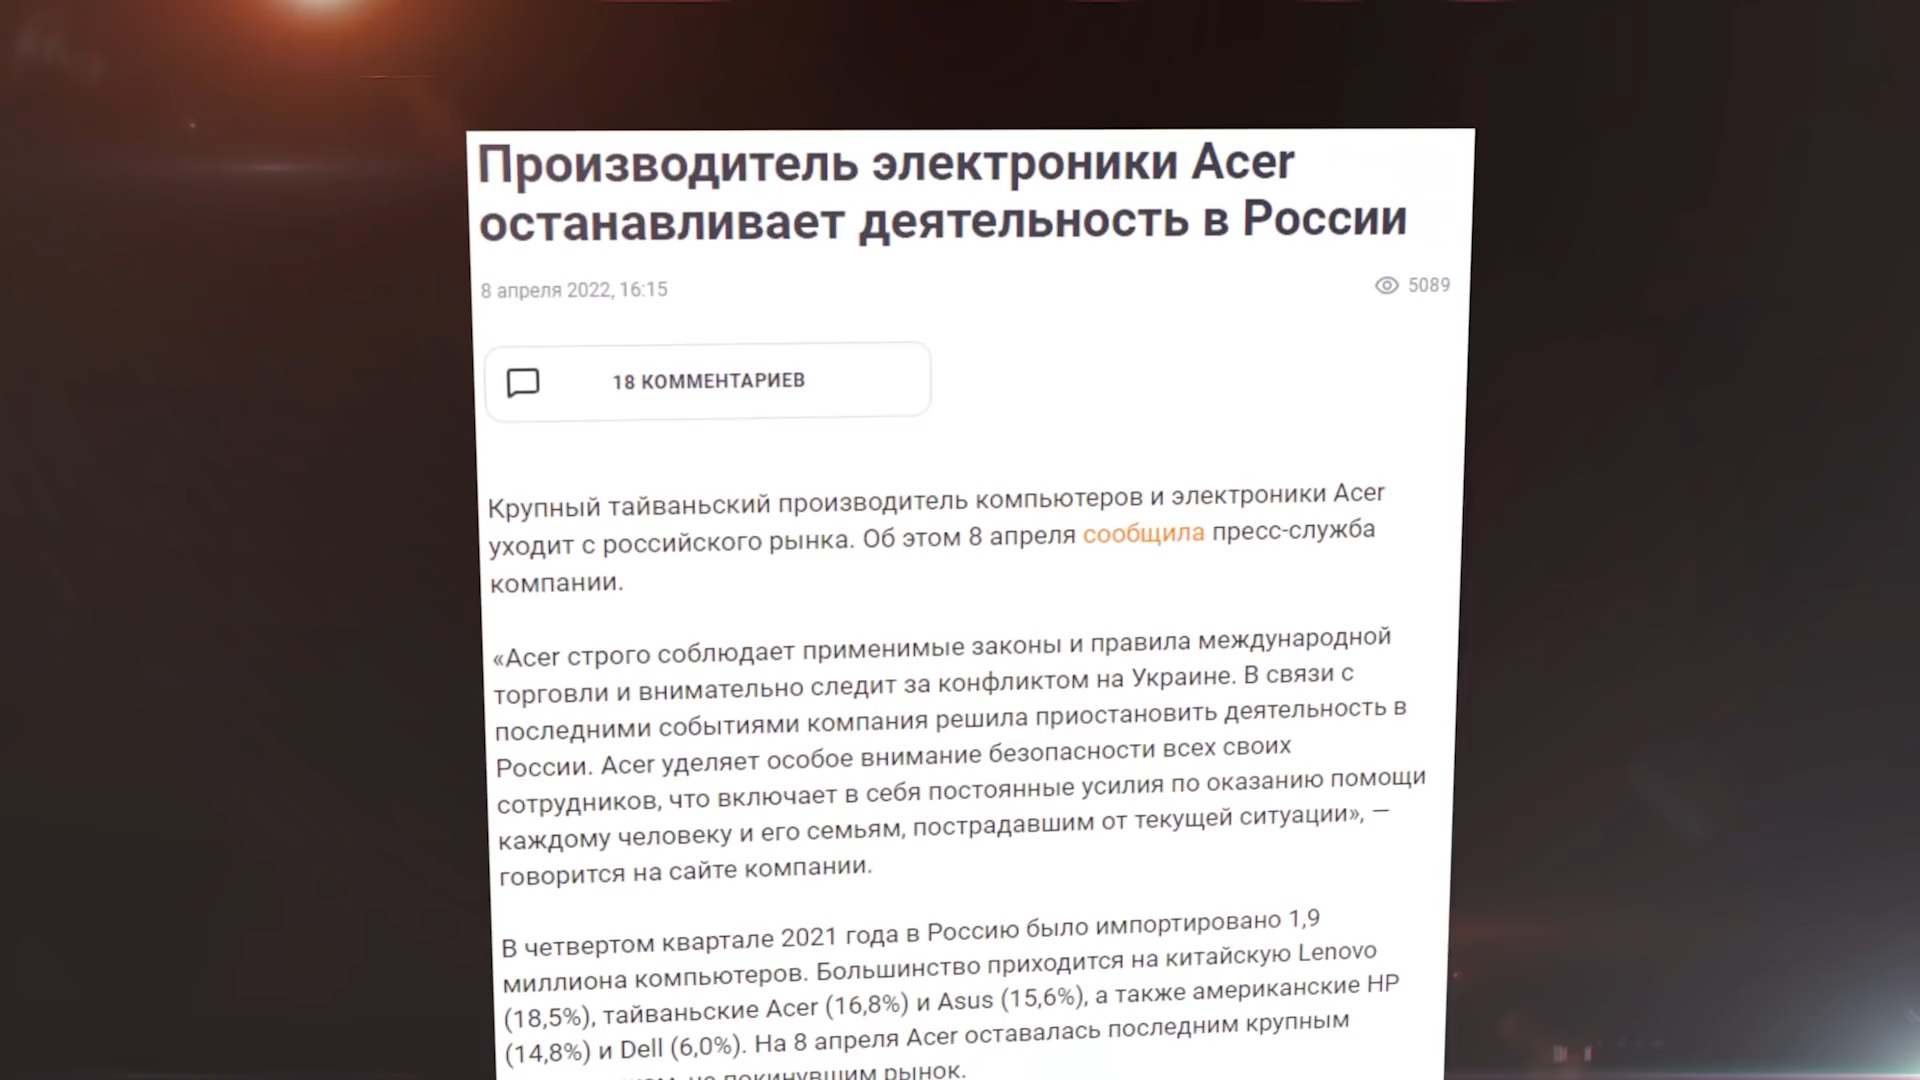 Производитель электроники Acer
останавливает деятельность в России
8 апреля 2022, 16:15
5089
18 КОММЕНТАРИЕВ
Крупный тайваньский производитель компьютеров и электроники Acer
уходит с российского рынка. Об этом 8 апреля сообщила пресс-служба
компании.
«Acer строго соблюдает применимые законы и правила международной
торговли и внимательно следит за конфликтом на Украине. В связи с
последними событиями компания решила приостановить деятельность в
России. Acer уделяет особое внимание безопасности всех своих
сотрудников, что включает в себя постоянные усилия по оказанию помощи
каждому человеку и его семьям, пострадавшим от текущей ситуации», —
говорится на сайте компании.
В четвертом квартале 2021 года в Россию было импортировано 1,9
миллиона компьютеров. Большинство приходится на китайскую Lenovo
(18,5%), тайваньские Acer (16,8%) и Asus (15,6%), а также американские HP
(14,8%) и Dell (6,0%). На 8 апреля Acer оставалась последним крупным
покинувшим рынок.